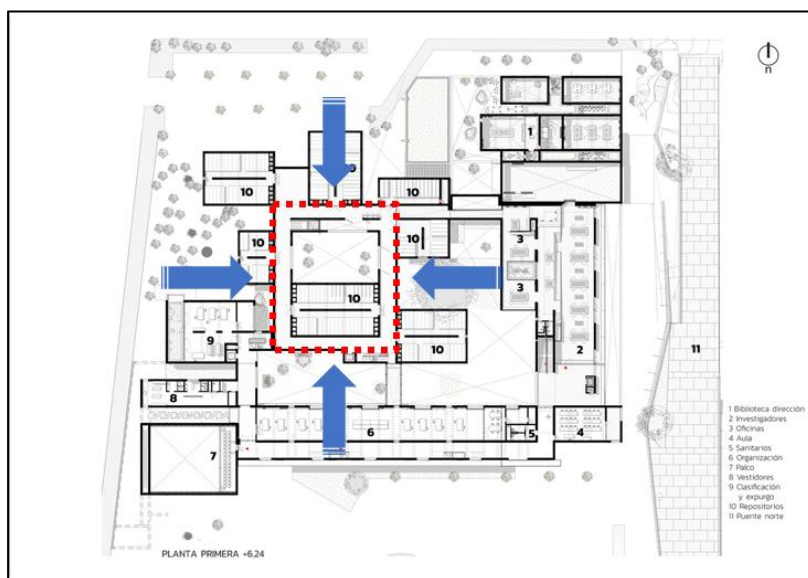 n
1
10
10
10
10
3
10
3
10
2
9
10
11
8
6
5
4
7
1 Biblioteca dirección
2 Investigadores
3 Oficinas
4 Aula
5 Sanitarios
6 Organización
7 Palco
8 Vestidores
9 Clasificación
y expurgo
10 Repositorios
11 Puente norte
PLANTA PRIMERA +6.24